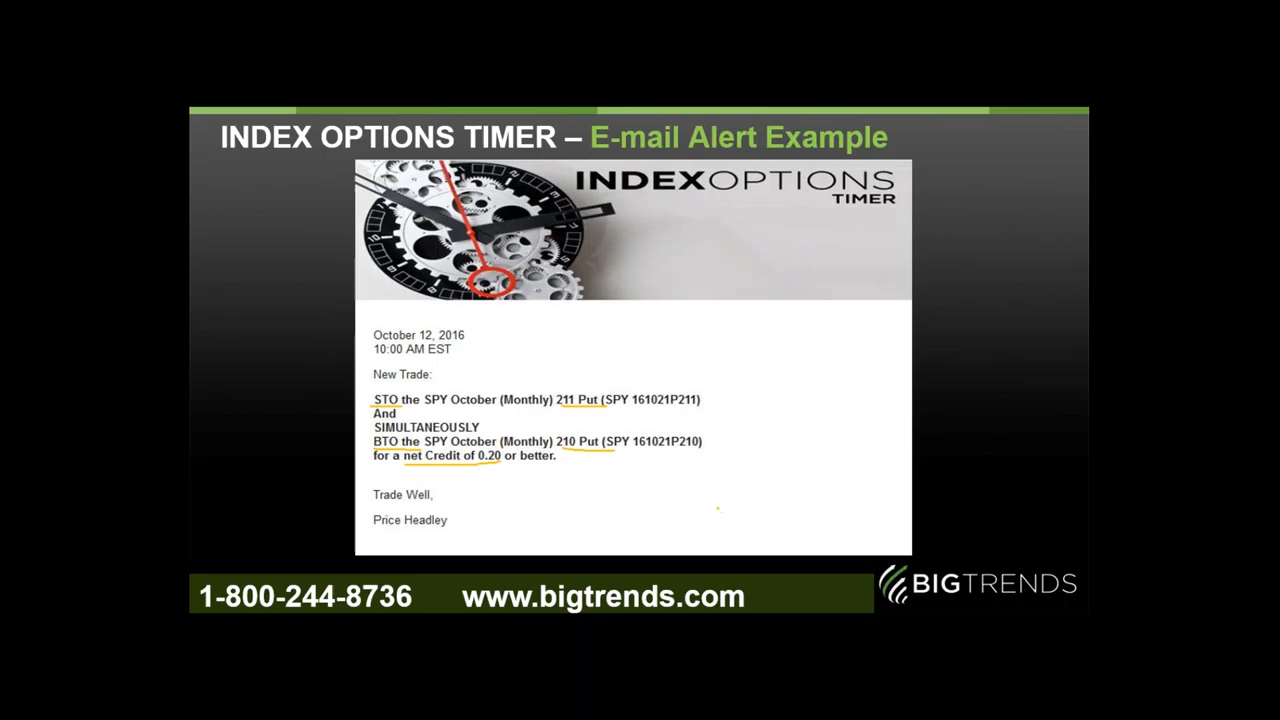 INDEX OPTIONS TIMER – E-mail Alert Example
INDEXOPTIONS
TIMER
October 12, 2016
10:00 AM EST
New Trade:
STO the SPY October (Monthly) 211 Put (SPY 161021P211)
And
SIMULTANEOUSLY
BTO the SPY October (Monthly) 210 Put (SPY 161021P210)
for a net Credit of 0.20 or better.
Trade Well,
Price Headley
1-800-244-8736 www.bigtrends.com
BIGTRENDS